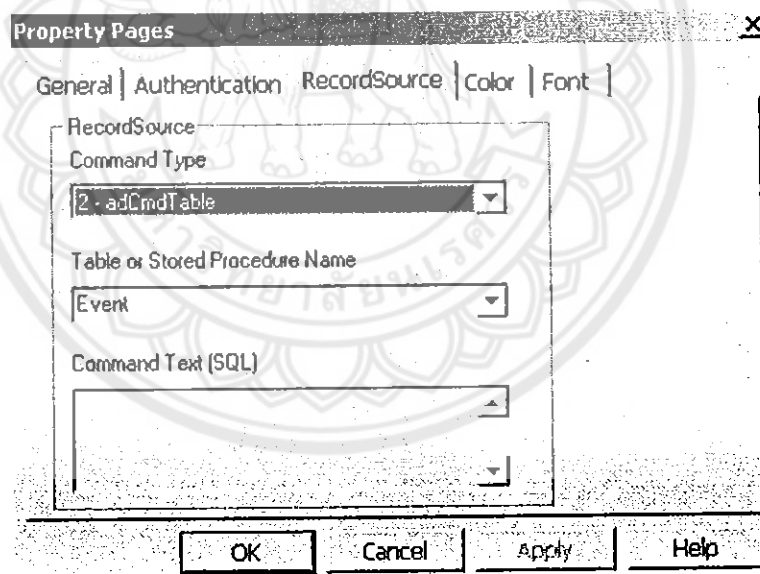 Property Pages
General Authentication RecordSource Color Font
RecordSource
Command Type
2 - adCmdTable
Table or Stored Procedure Name
Event
Command Text (SQL)
OK Cancel Apply Help